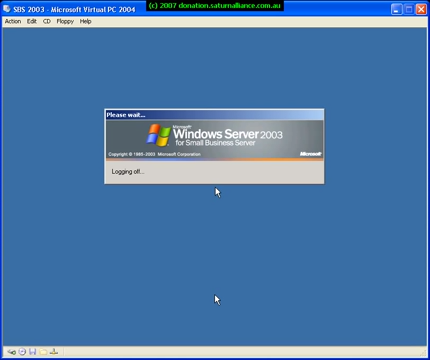 SBS 2003 - Microsoft Virtual PC 2004
(c) 2007 donation.saturnalliance.com.au
Action Edit CD Floppy Help
Please wait...
Microsoft
Windows Server 2003
for Small Business Server
Copyright © 1985-2003 Microsoft Corporation
Microsoft
Logging off...